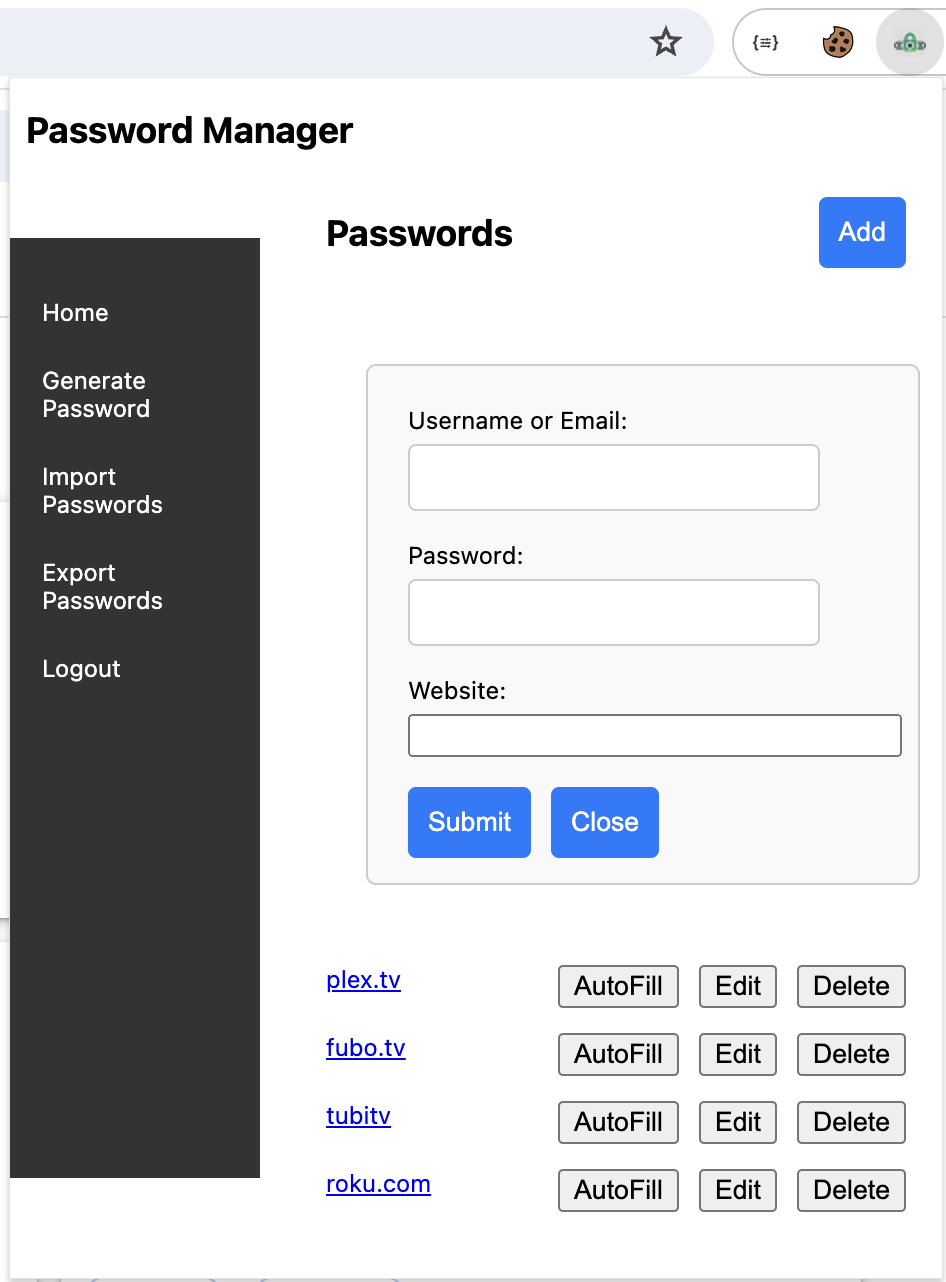 {≡}
Password Manager
Passwords
Add
Home
Generate
Password
Import
Passwords
Export
Passwords
Logout
Username or Email:
Password:
Website:
Submit Close
plex.tv AutoFill Edit Delete
fubo.tv AutoFill Edit Delete
tubitv AutoFill Edit Delete
roku.com AutoFill Edit Delete